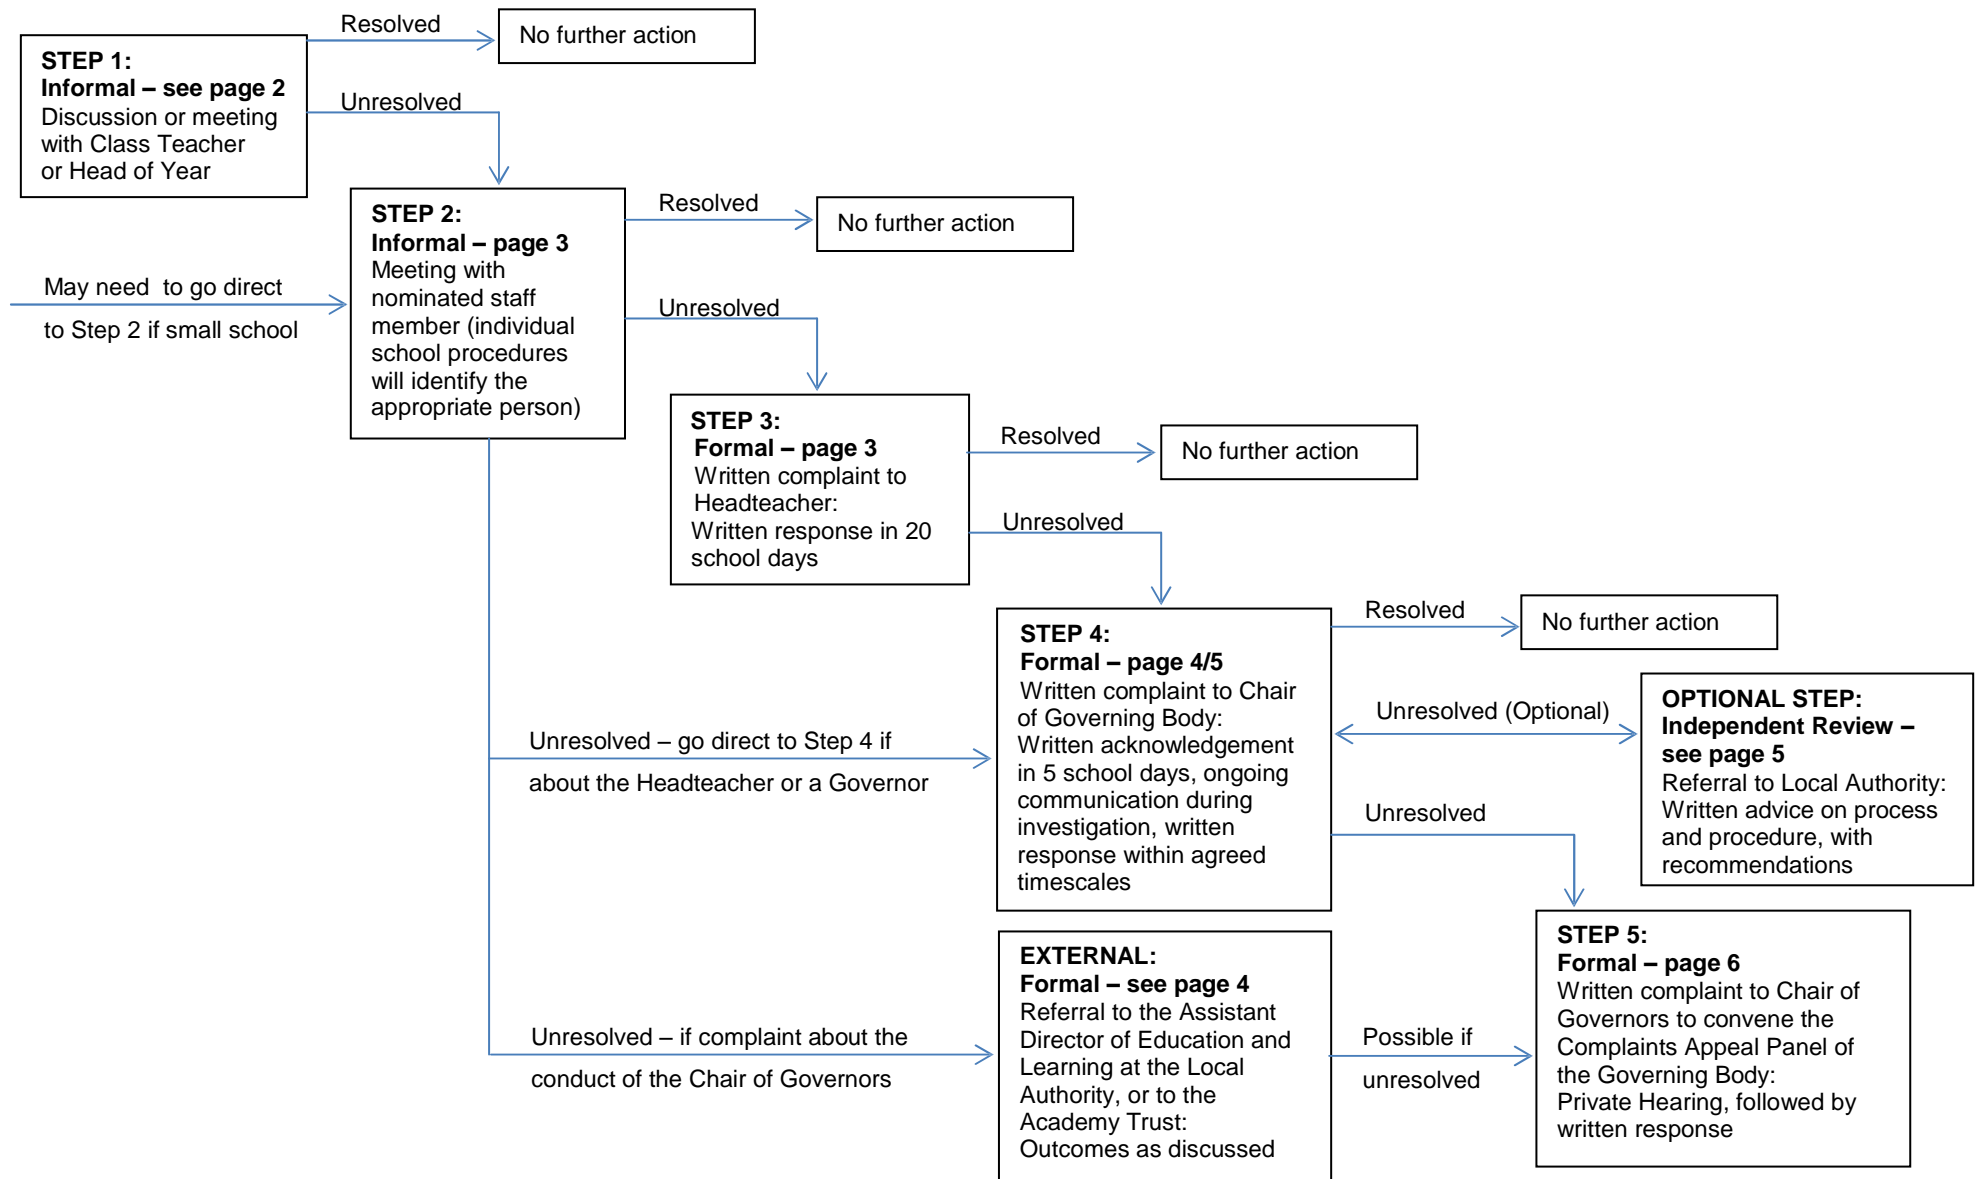 Resolved
No further action
STEP 1:
Informal – see page 2
Discussion or meeting
with Class Teacher
or Head of Year
Unresolved
STEP 2:
Informal – page 3
Meeting with
nominated staff
member (individual
school procedures
will identify the
appropriate person)
Resolved
No further action
May need  to go direct
to Step 2 if small school
Unresolved
STEP 3:
Formal – page 3
Written complaint to
Headteacher:
Written response in 20
school days
Resolved
No further action
Unresolved
STEP 4:
Formal – page 4/5
Written complaint to Chair
of Governing Body:
Written acknowledgement
in 5 school days, ongoing
communication during
investigation, written
response within agreed
timescales
Resolved
No further action
Unresolved (Optional)
OPTIONAL STEP:
Independent Review –
see page 5
Referral to Local Authority:
Written advice on process
and procedure, with
recommendations
Unresolved – go direct to Step 4 if
about the Headteacher or a Governor
Unresolved
EXTERNAL:
Formal – see page 4
Referral to the Assistant
Director of Education and
Learning at the Local
Authority, or to the
Academy Trust:
Outcomes as discussed
Unresolved – if complaint about the
conduct of the Chair of Governors
Possible if
unresolved
STEP 5:
Formal – page 6
Written complaint to Chair of
Governors to convene the
Complaints Appeal Panel of
the Governing Body:
Private Hearing, followed by
written response